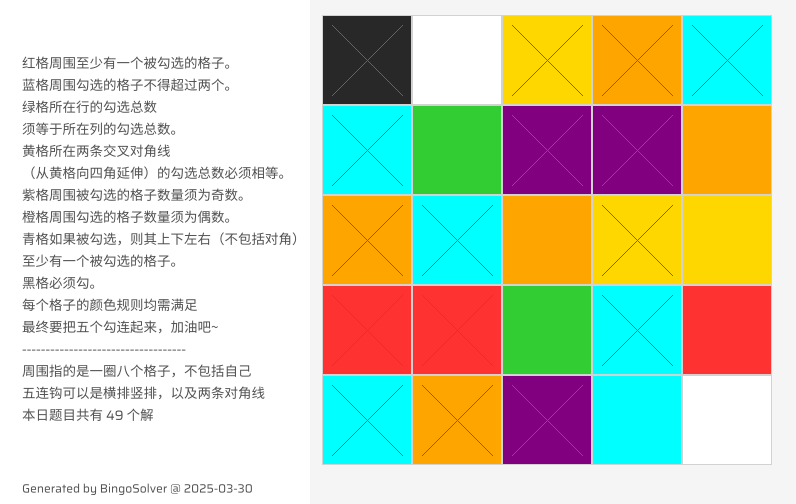 红格周围至少有一个被勾选的格子。
蓝格周围勾选的格子不得超过两个。
绿格所在行的勾选总数
须等于所在列的勾选总数。
黄格所在两条交叉对角线
（从黄格向四角延伸）的勾选总数必须相等。
紫格周围被勾选的格子数量须为奇数。
橙格周围勾选的格子数量须为偶数。
青格如果被勾选，则其上下左右（不包括对角）
至少有一个被勾选的格子。
黑格必须勾。
每个格子的颜色规则均需满足
最终要把五个勾连起来，加油吧~
----------------------------------
周围指的是一圈八个格子，不包括自己
五连钩可以是横排竖排，以及两条对角线
本日题目共有 49 个解
Generated by BingoSolver @ 2025-03-30